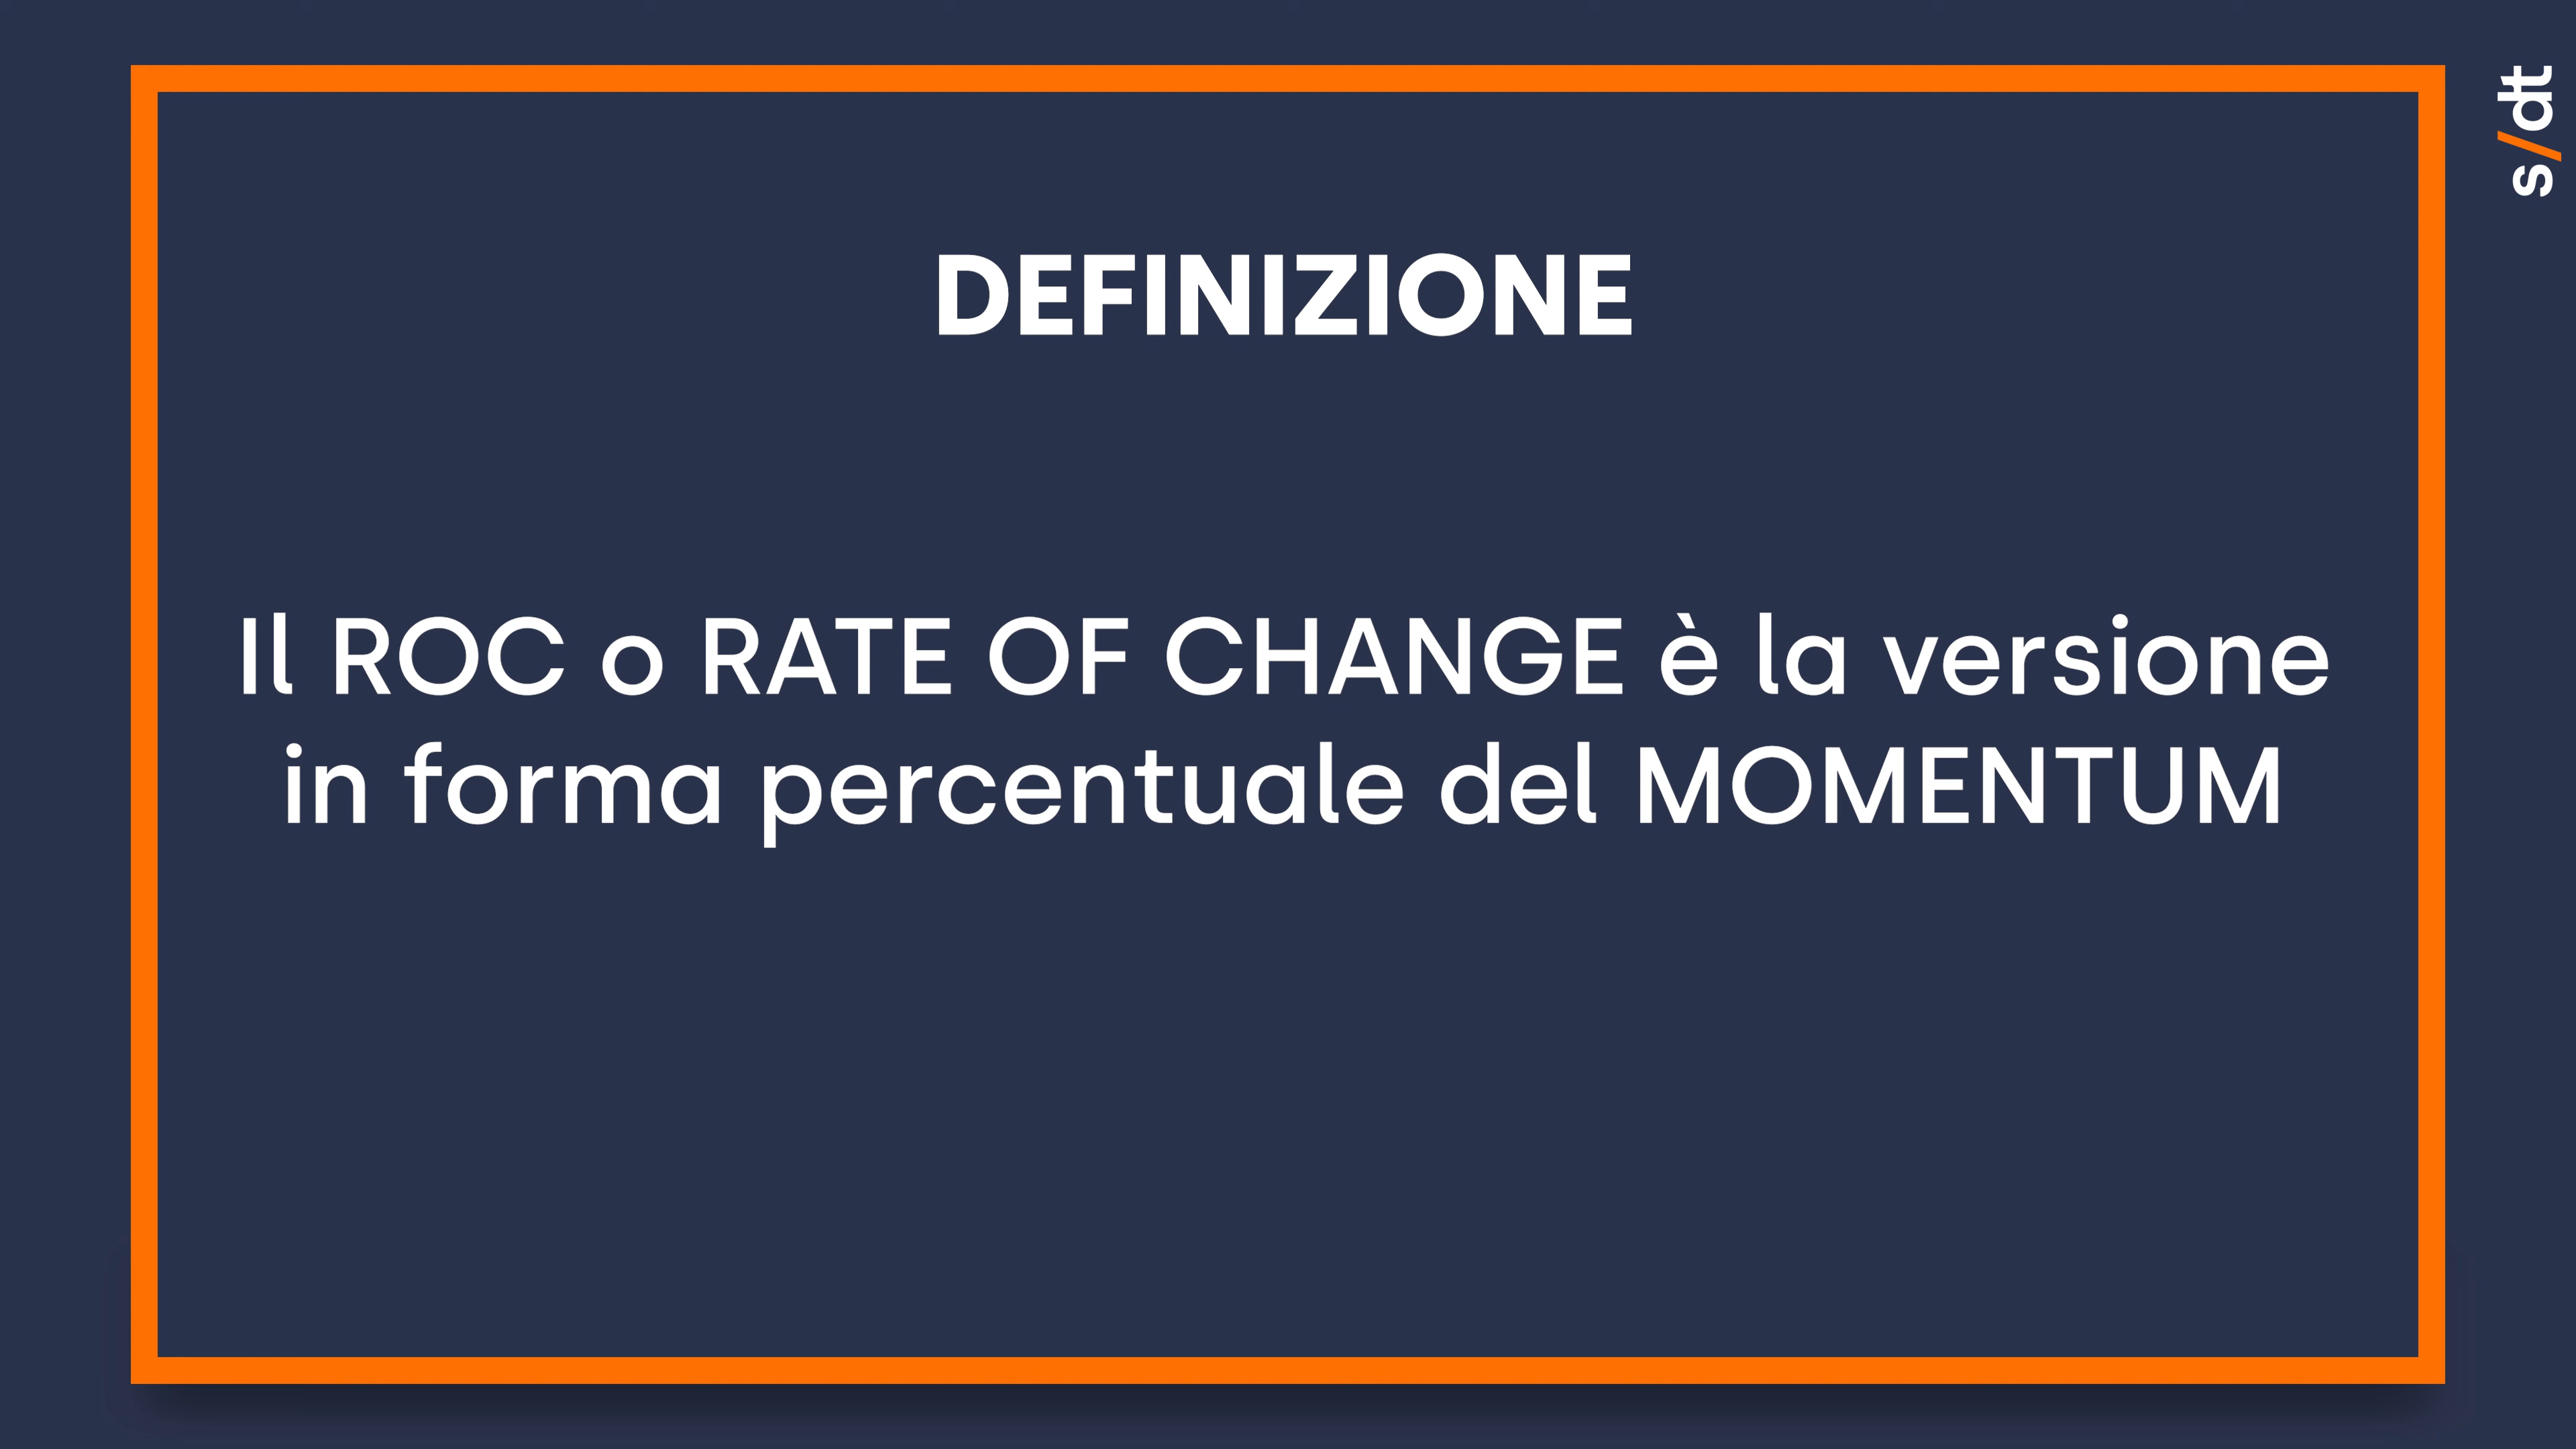 DEFINIZIONE
Il ROC o RATE OF CHANGE è la versione
in forma percentuale del MOMENTUM
s/dt